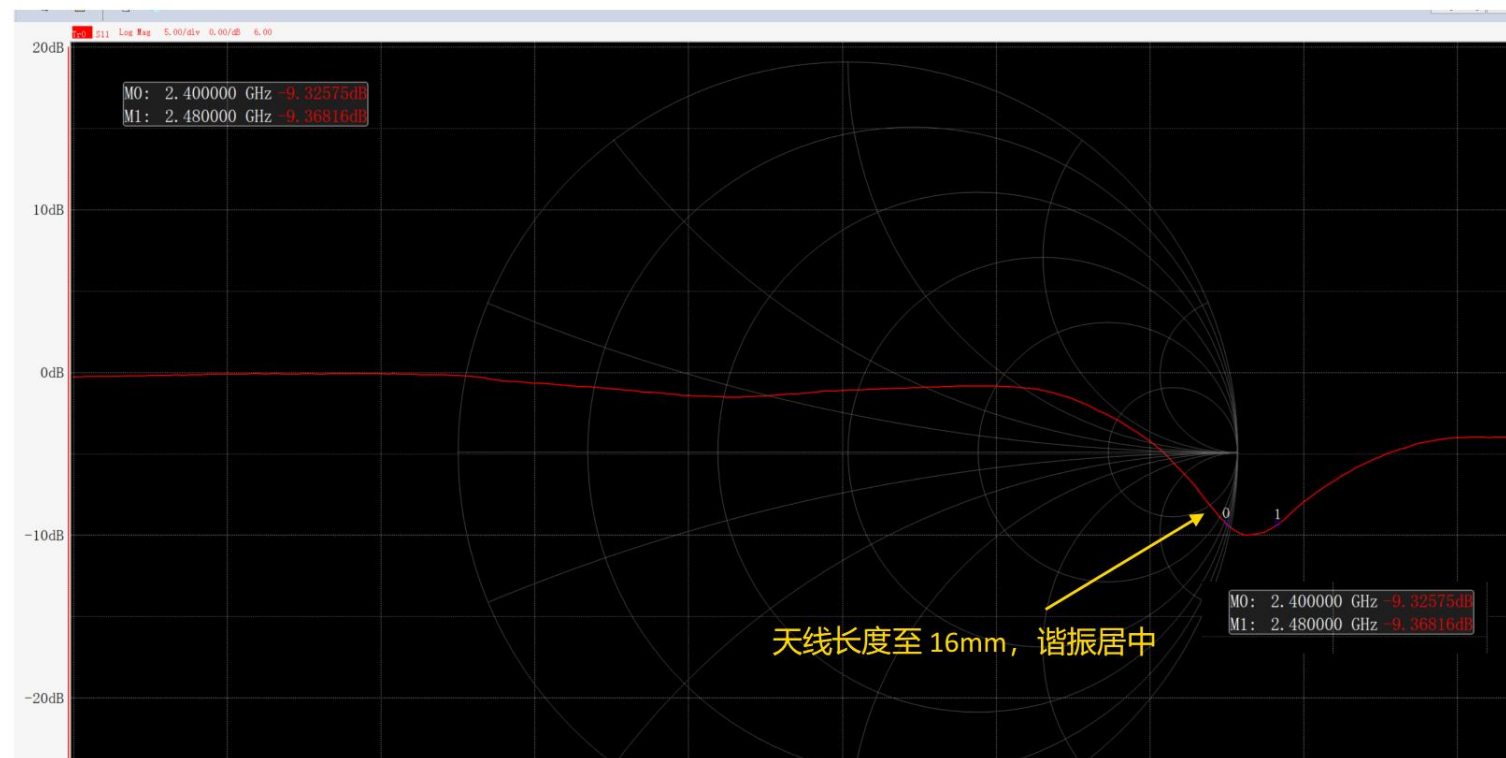 Tr0 S11 Log Mag 5.00/div 0.00/dB 6.00
20dB
M0: 2.400000 GHz -9.32575dB
M1: 2.480000 GHz -9.36816dB
10dB
0dB
0 1
-10dB
M0: 2.400000 GHz -9.32575dB
M1: 2.480000 GHz -9.36816dB
天线长度至 16mm，谐振居中
-20dB